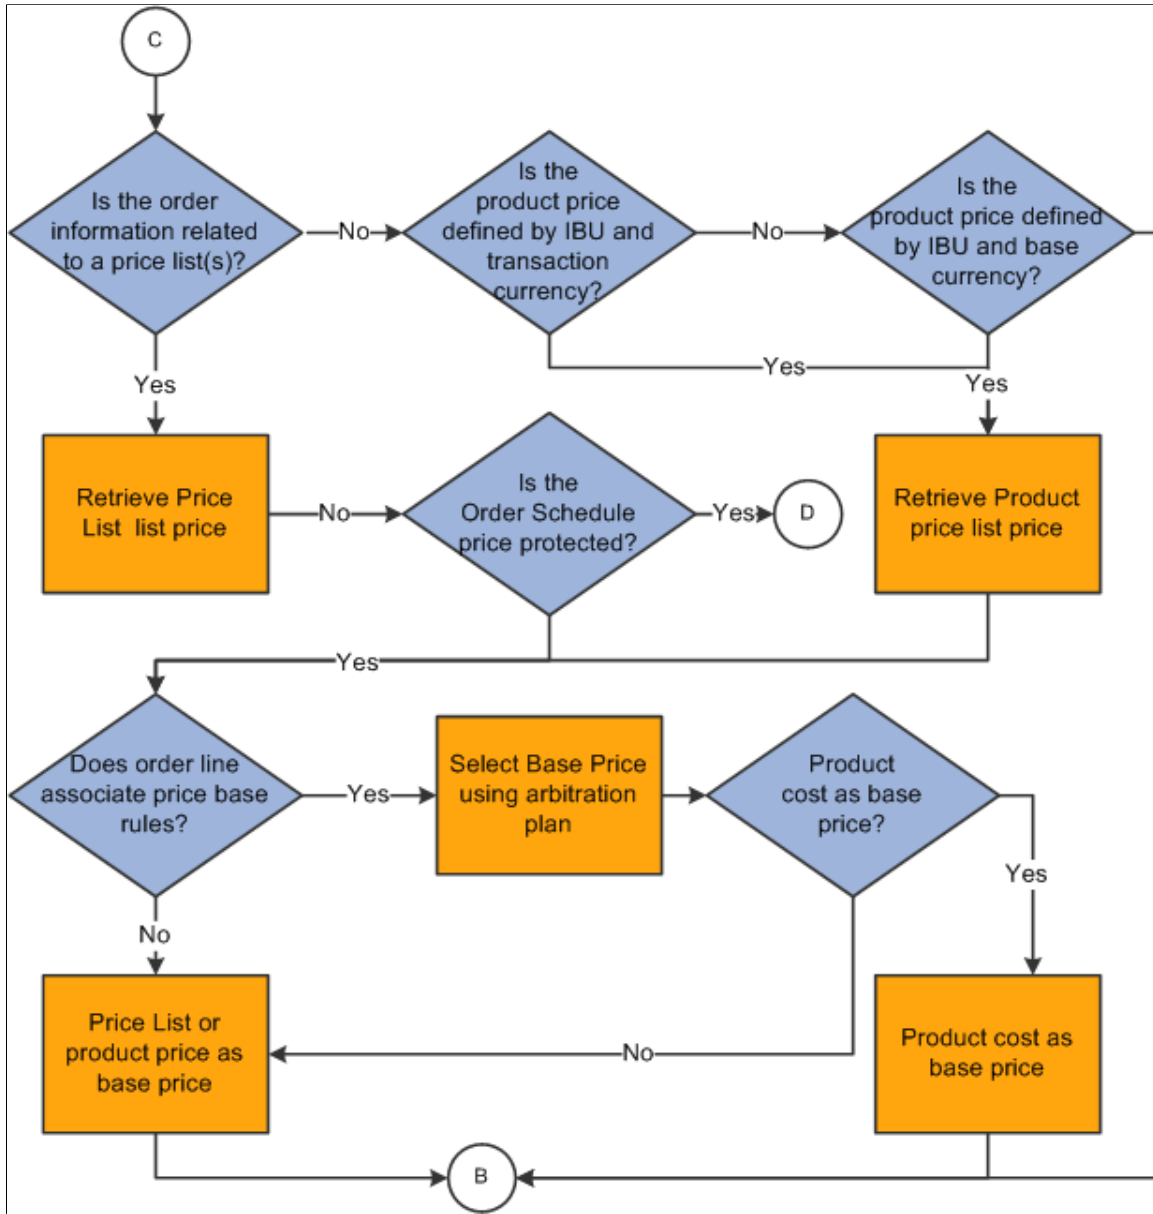 C
Is the order
information related
to a price list(s)?
No
Is the
product price
defined by IBU and
transaction
currency?
No
Is the
product price defined
by IBU and base
currency?
Yes
Yes
Yes
Retrieve Price
List list price
No
Is the
Order Schedule
price protected?
Yes
D
Retrieve Product
price list price
Yes
Does order line
associate price base
rules?
Yes
Select Base Price
using arbitration
plan
Product
cost as base
price?
Yes
No
Price List or
product price as
base price
No
Product cost as
base price
B